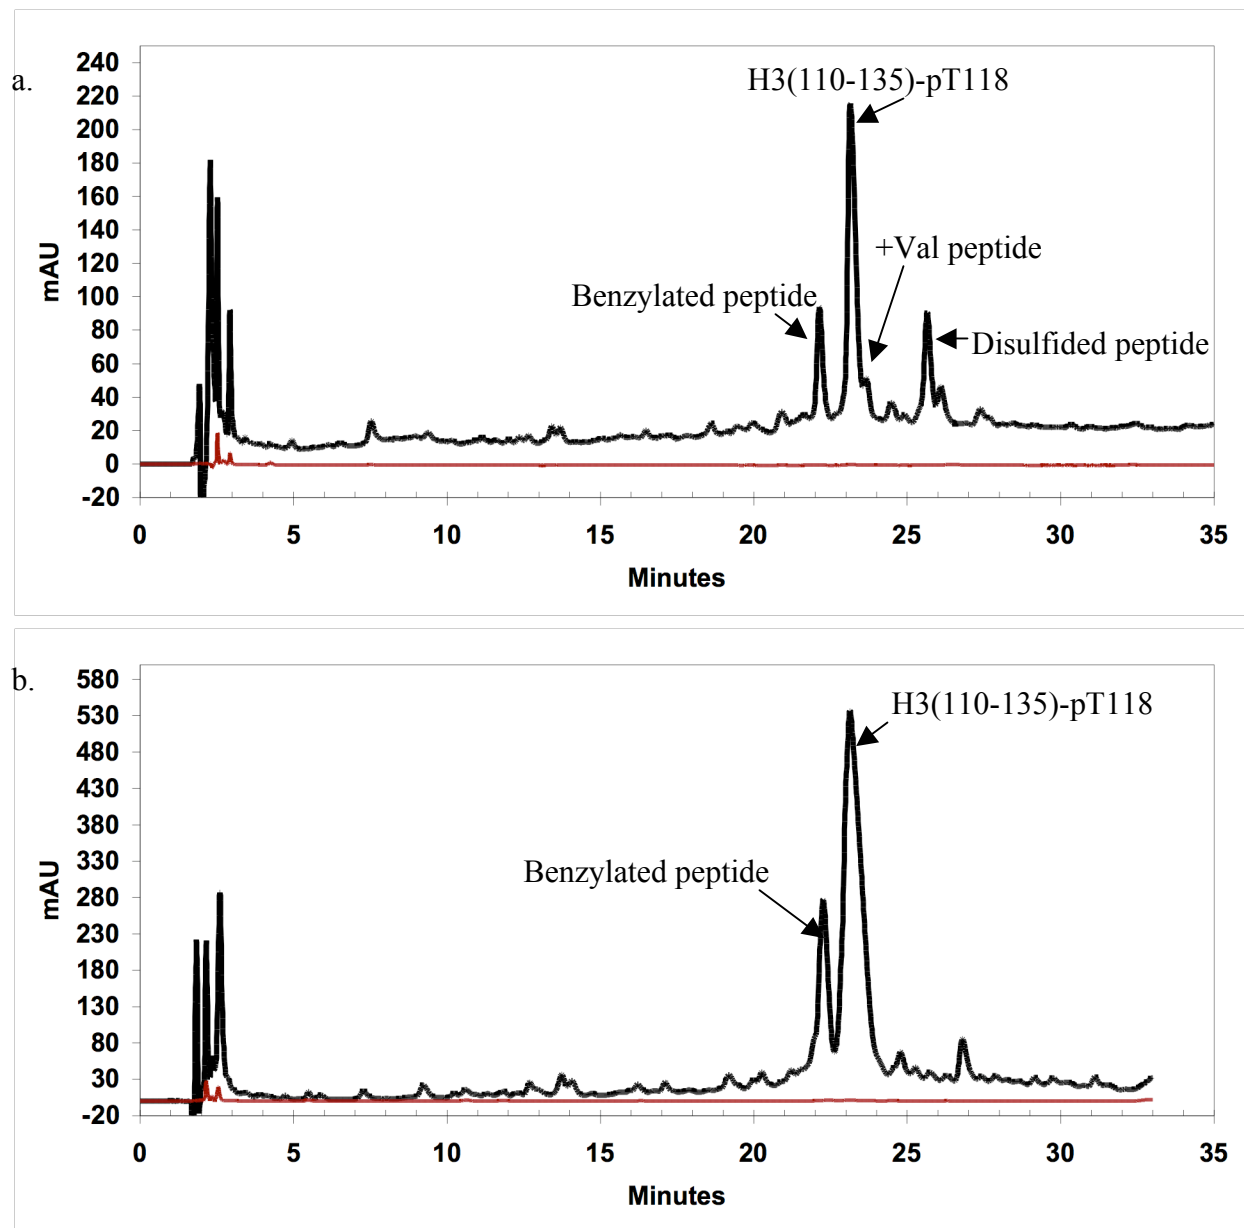 a.
240
220
200
180
160
140
120
100
80
60
40
20
0
-20
mAU
H3(110-135)-pT118
+Val peptide
Benzylated peptide
Disulfided peptide
0 5 10 15 20 25 30 35
Minutes
b.
580
530
480
430
380
330
280
230
180
130
80
30
-20
mAU
H3(110-135)-pT118
Benzylated peptide
0 5 10 15 20 25 30 35
Minutes